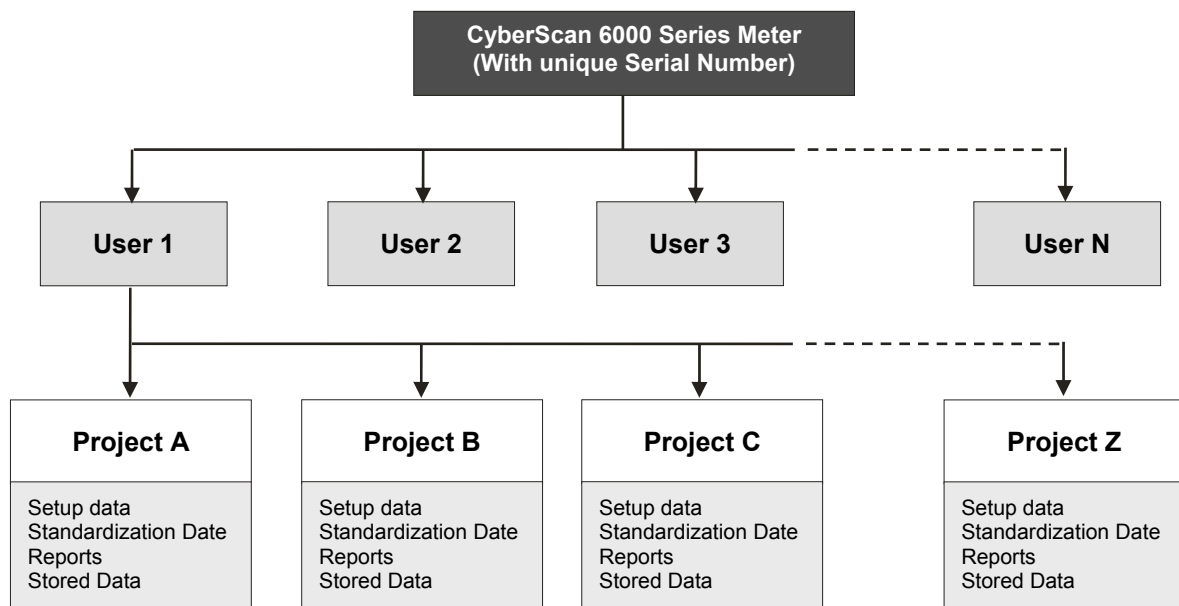 CyberScan 6000 Series Meter
(With unique Serial Number)
User 1
User 2
User 3
User N
Project A
Setup data
Standardization Date
Reports
Stored Data
Project B
Setup data
Standardization Date
Reports
Stored Data
Project C
Setup data
Standardization Date
Reports
Stored Data
Project Z
Setup data
Standardization Date
Reports
Stored Data